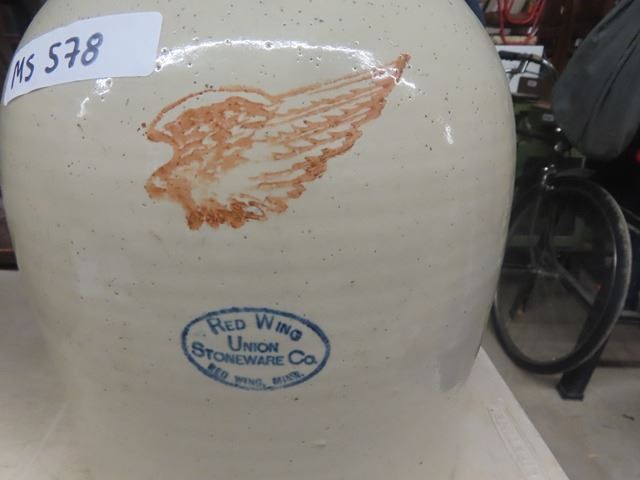 MS 578
RED WING
UNION
STONEWARE CO.
RED WING, MINN.